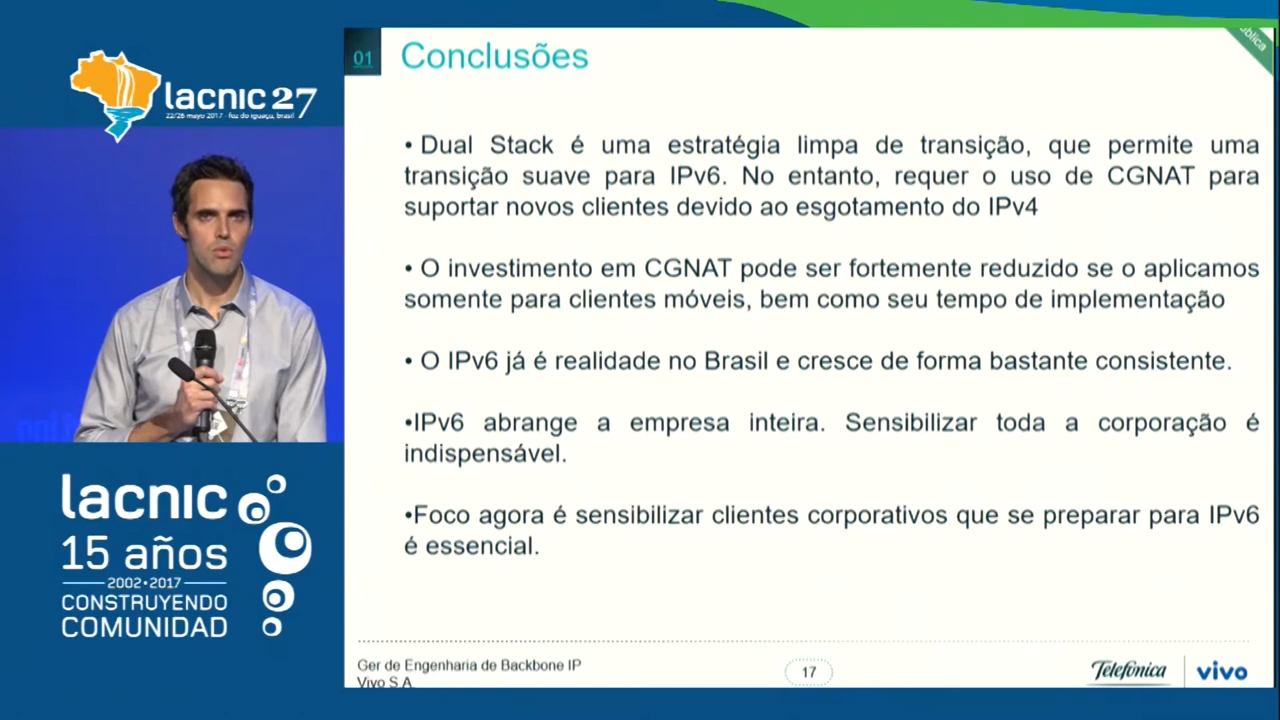 lacnic 27
22/26 mayo 2017 - foz do iguaçu, brasil
lacnic
15 años
2002•2017
CONSTRUYENDO
COMUNIDAD
01
Conclusões
• Dual Stack é uma estratégia limpa de transição, que permite uma
transição suave para IPv6. No entanto, requer o uso de CGNAT para
suportar novos clientes devido ao esgotamento do IPv4
• O investimento em CGNAT pode ser fortemente reduzido se o aplicamos
somente para clientes móveis, bem como seu tempo de implementação
• O IPv6 já é realidade no Brasil e cresce de forma bastante consistente.
•IPv6 abrange a empresa inteira. Sensibilizar toda a corporação é
indispensável.
•Foco agora é sensibilizar clientes corporativos que se preparar para IPv6
é essencial.
Ger de Engenharia de Backbone IP
Vivo S.A.
17
Telefónica
vivo